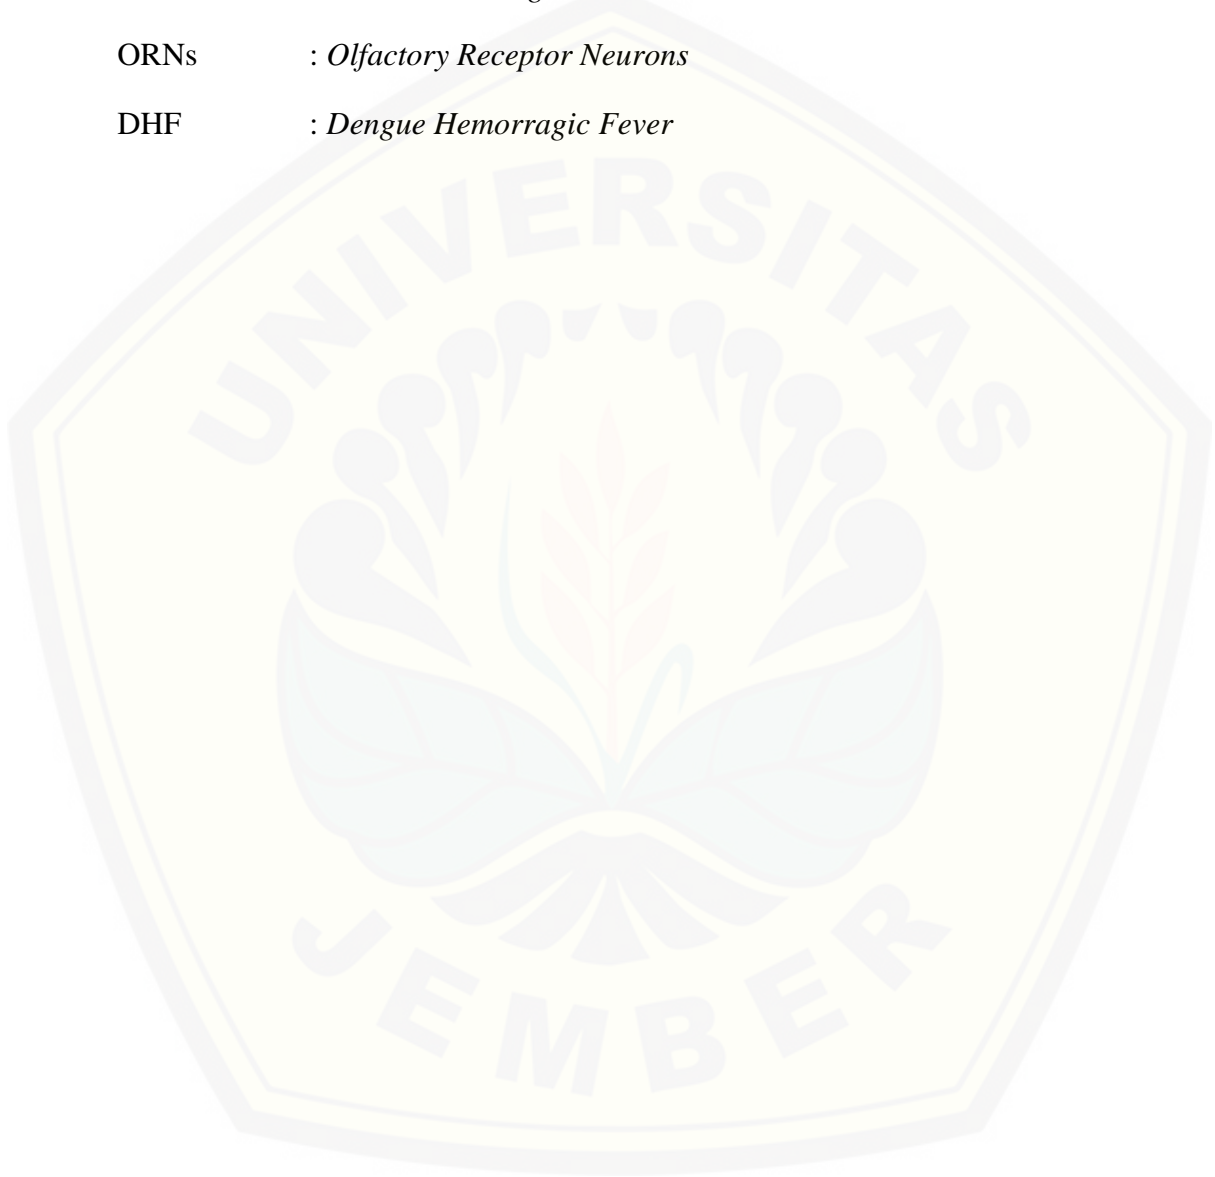 ORNs : Olfactory Receptor Neurons
DHF : Dengue Hemorragic Fever
UNIVERSITAS
JEMBER